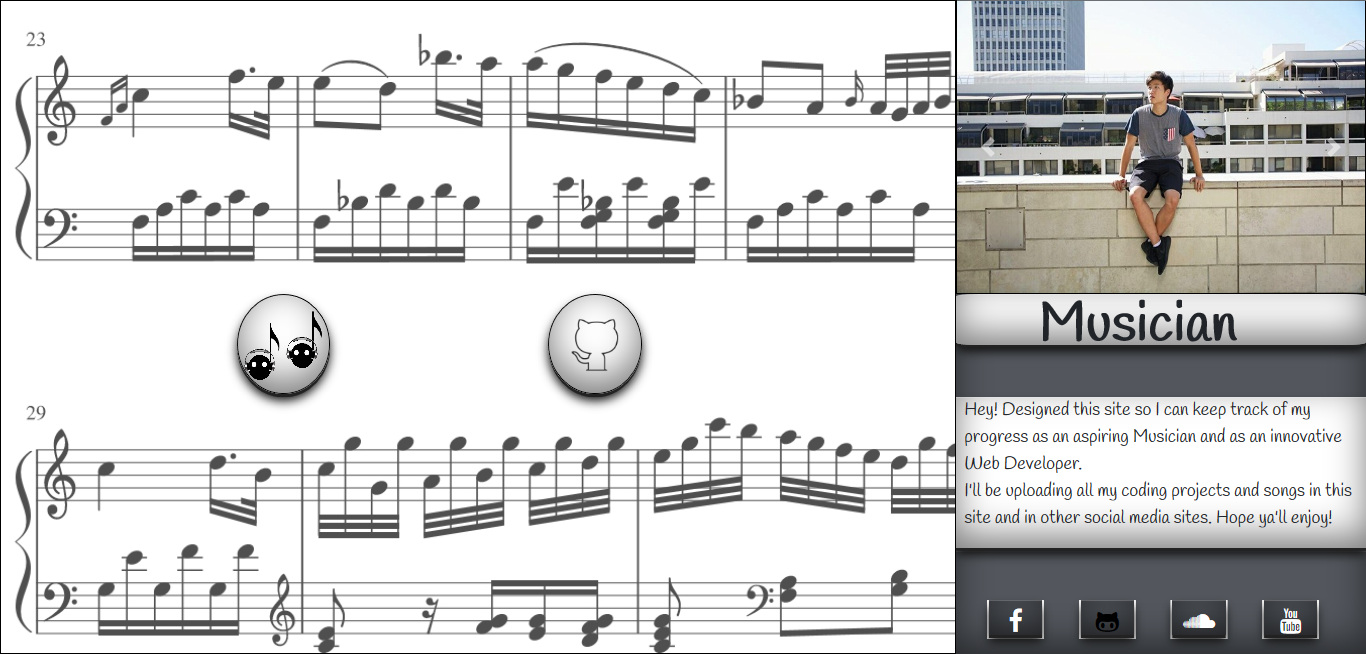 23
29
Musician
Hey! Designed this site so I can keep track of my
progress as an aspiring Musician and as an innovative
Web Developer.
I'll be uploading all my coding projects and songs in this
site and in other social media sites. Hope ya'll enjoy!
f
You
Tube